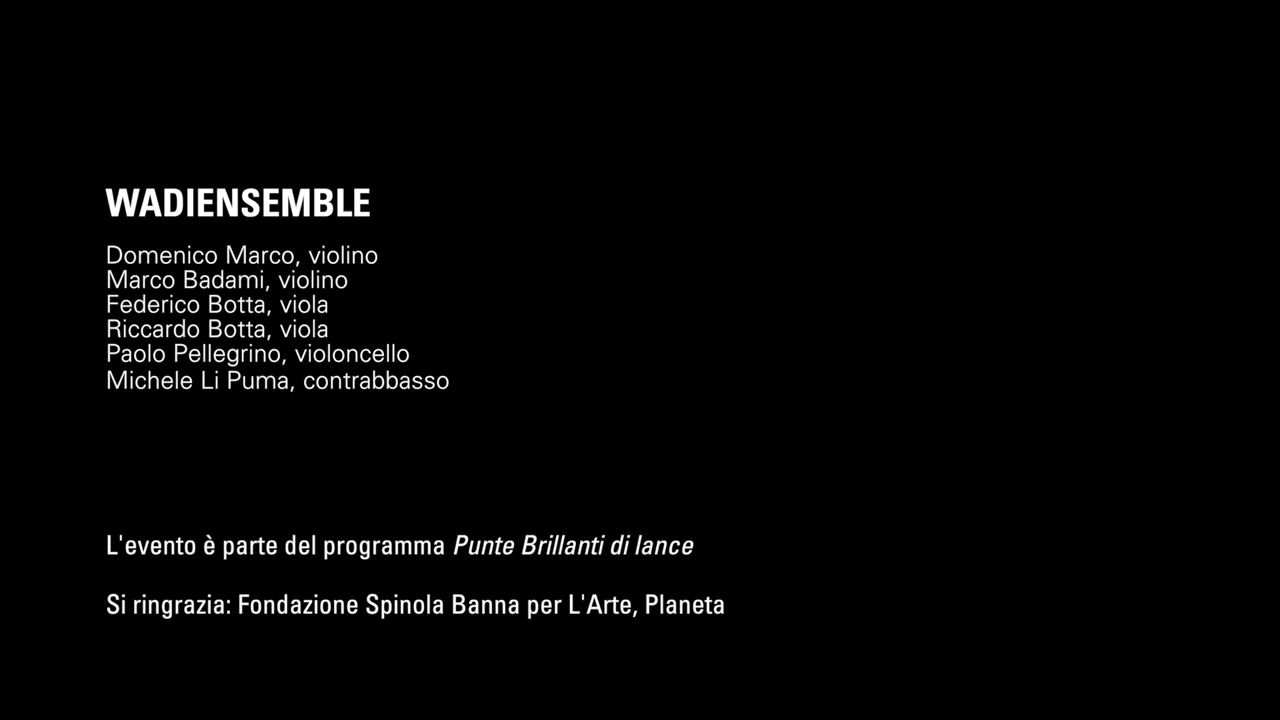 WADIENSEMBLE
Domenico Marco, violino
Marco Badami, violino
Federico Botta, viola
Riccardo Botta, viola
Paolo Pellegrino, violoncello
Michele Li Puma, contrabbasso
L'evento è parte del programma Punte Brillanti di lance
Si ringrazia: Fondazione Spinola Banna per L'Arte, Planeta